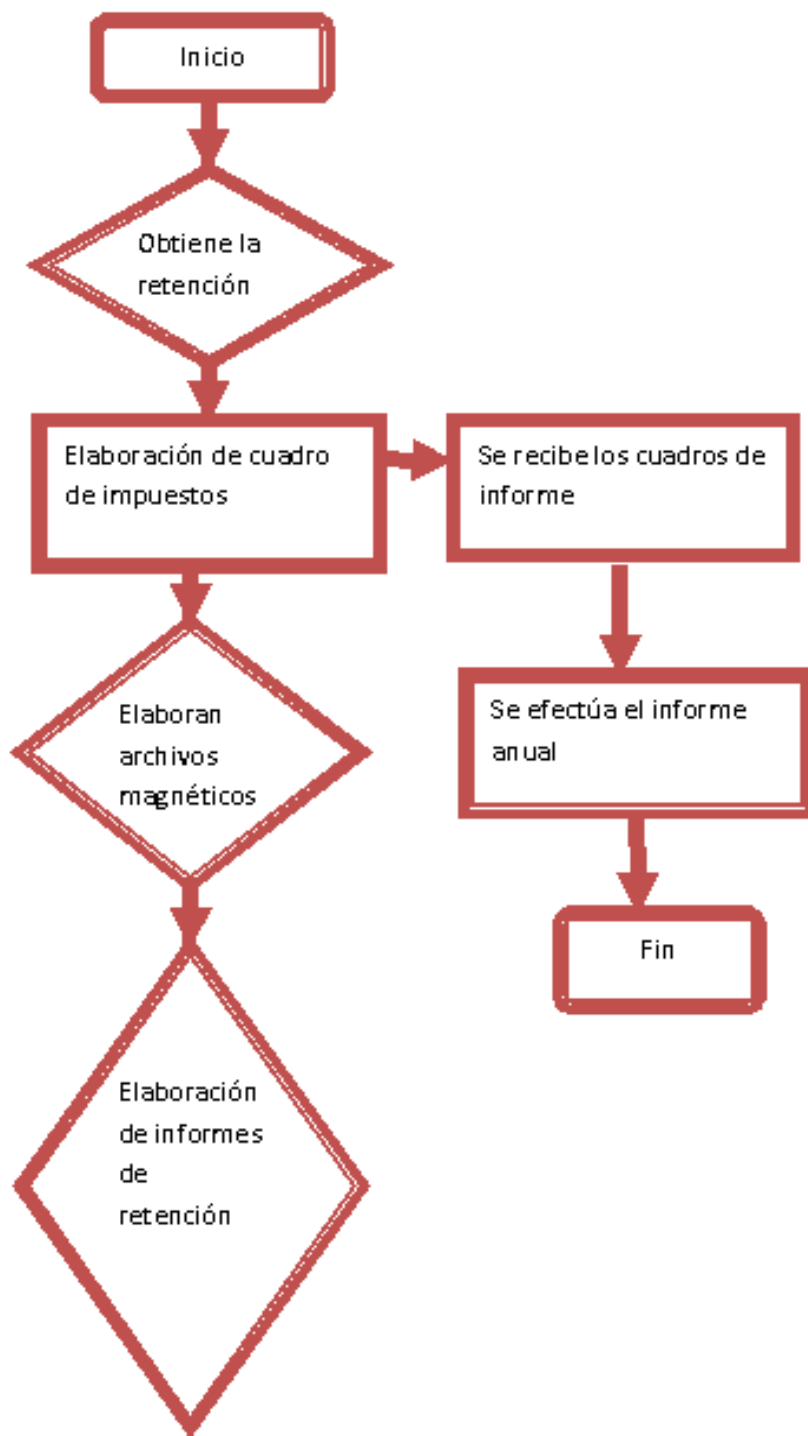 Inicio
Obtiene la
retención
Elaboración de cuadro
de impuestos
Se recibe los cuadros de
informe
Elaboran
archivos
magnéticos
Se efectúa el informe
anual
Fin
Elaboración
de informes
de
retención